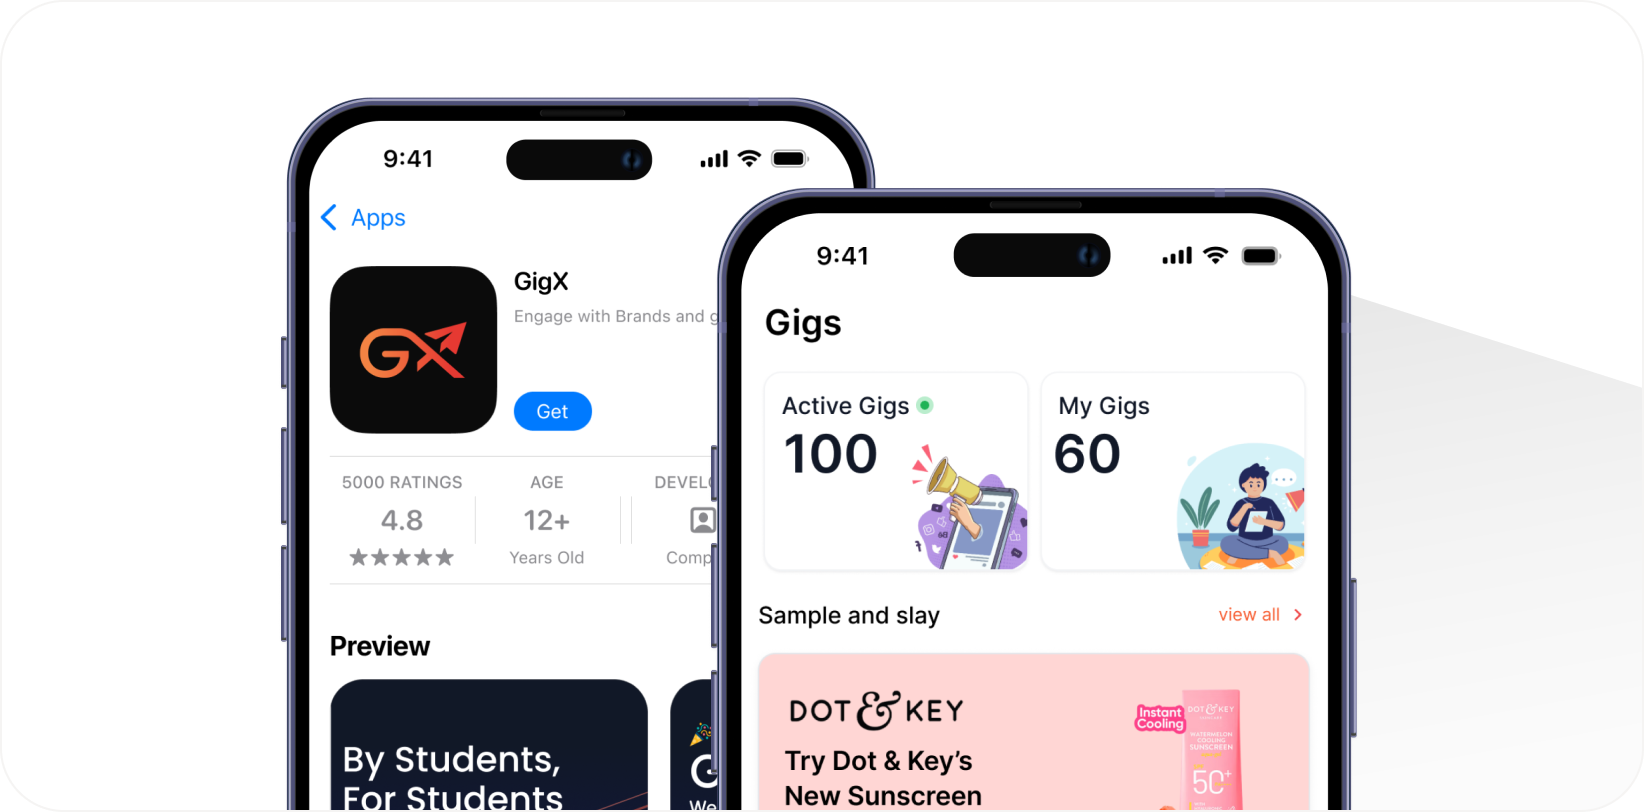 9:41
Apps
GX
GigX
Engage with Brands and g
Get
5000 RATINGS
4.8
AGE
12+
Years Old
DEVELO
Comp
Preview
By Students,
For Students
We
9:41
Gigs
Active Gigs
100
My Gigs
60
Sample and slay
view all
DOT & KEY
Try Dot & Key's
New Sunscreen
Instant
Cooling
DOT & KEY
WATERMELON
COOLING
SUNSCREEN
50+